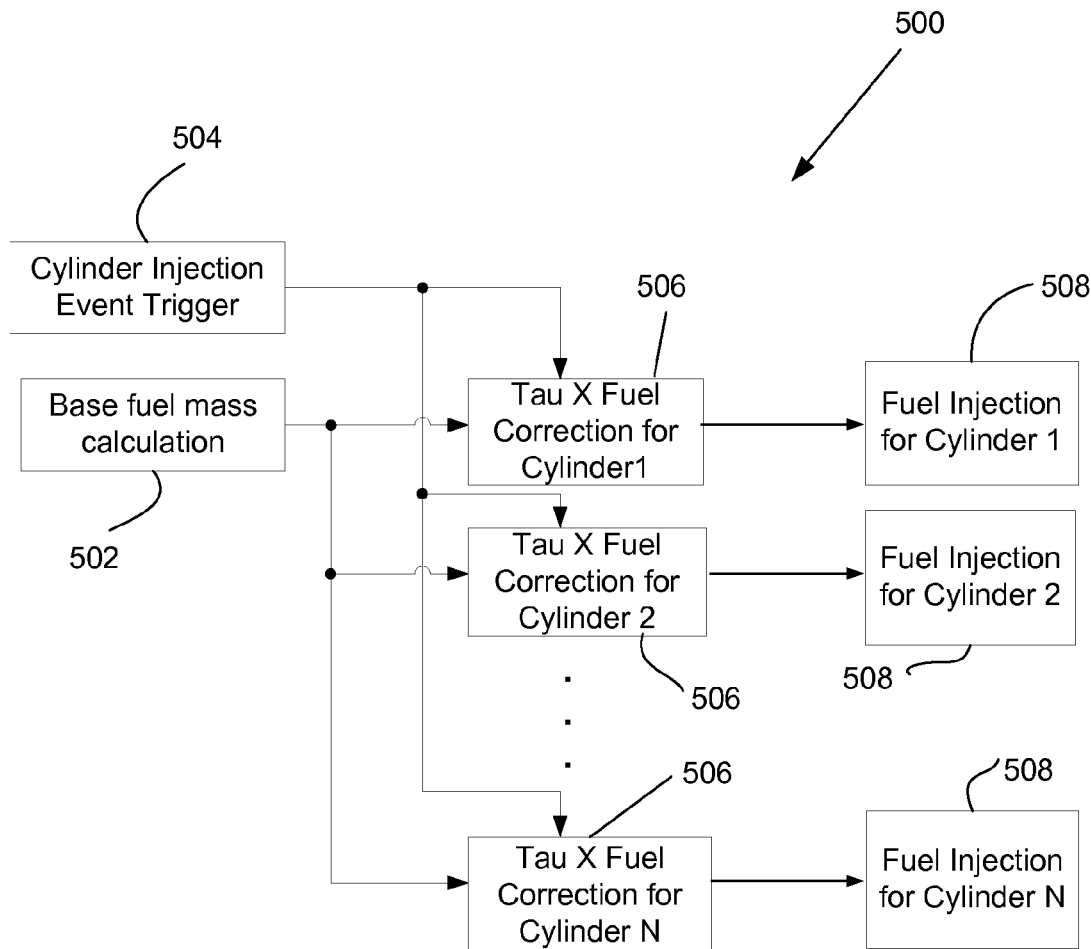 500
504
Cylinder Injection
Event Trigger
506
508
Base fuel mass
calculation
Tau X Fuel
Correction for
Cylinder1
Fuel Injection
for Cylinder 1
502
Tau X Fuel
Correction for
Cylinder 2
Fuel Injection
for Cylinder 2
506
508
506
508
Tau X Fuel
Correction for
Cylinder N
Fuel Injection
for Cylinder N